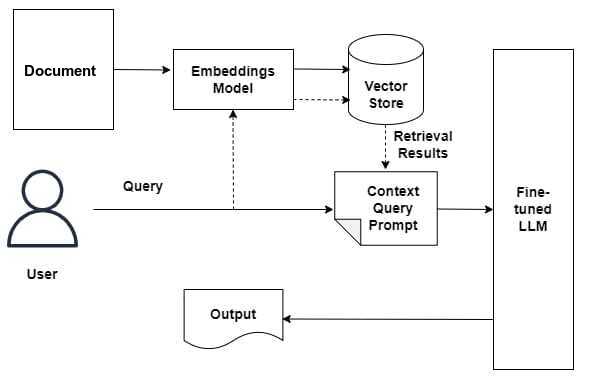 Document
Embeddings
Model
Vector
Store
Retrieval
Results
Query
Context
Query
Prompt
Fine-
tuned
LLM
User
Output